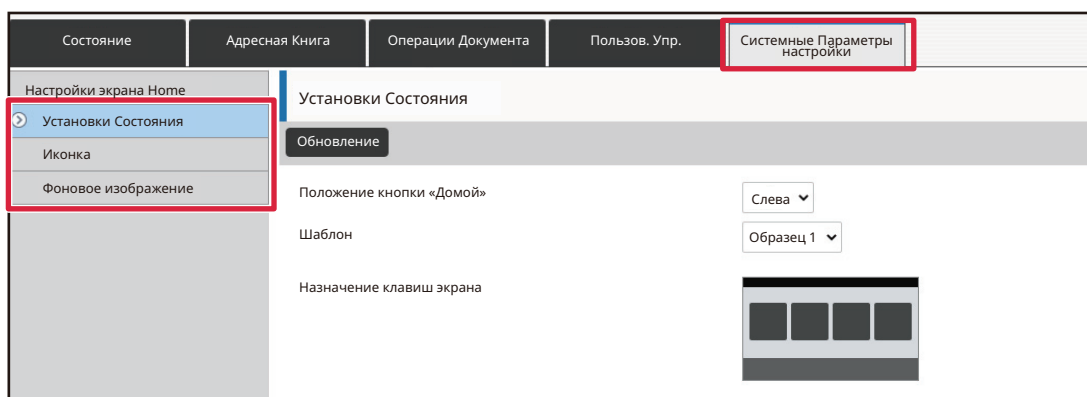 Состояние
Адресная Книга
Операции Документа
Пользов. Упр.
Системные Параметры
настройки
Настройки экрана Home
Установки Состояния
Иконка
Фоновое изображение
Установки Состояния
Обновление
Положение кнопки «Домой»
Слева
Шаблон
Образец 1
Назначение клавиш экрана